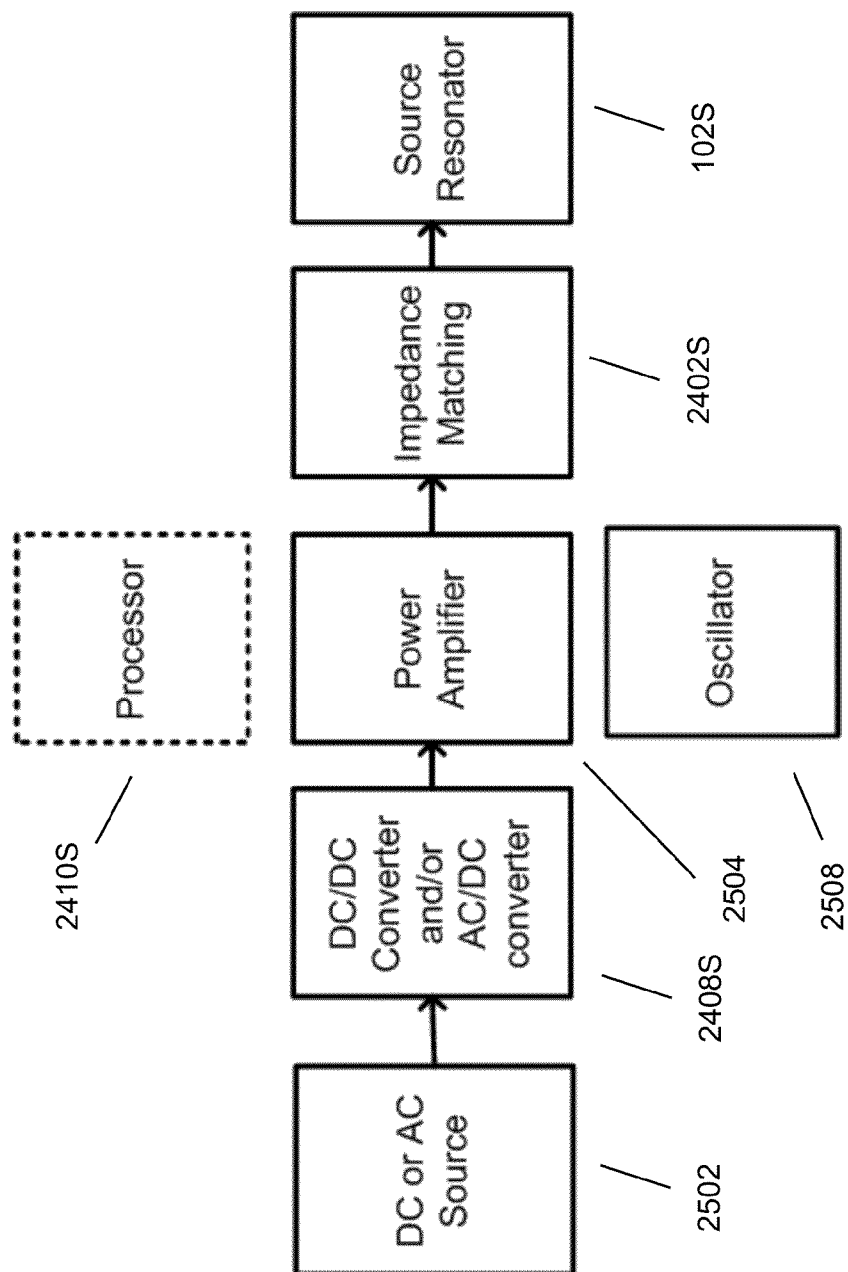 Processor
2410S
DC or AC
Source
2502
DC/DC
Converter
and/or
AC/DC
converter
2408S
Power
Amplifier
2504
Impedance
Matching
2402S
Source
Resonator
102S
Oscillator
2508